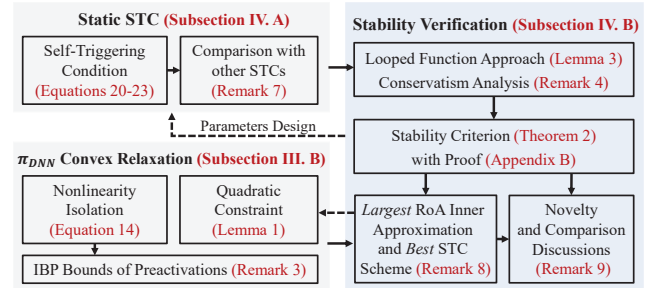 Static STC (Subsection IV. A)
Self-Triggering
Condition
(Equations 20-23)
Comparison with
other STCs
(Remark 7)
Parameters Design
π_DNN Convex Relaxation (Subsection III. B)
Nonlinearity
Isolation
(Equation 14)
Quadratic
Constraint
(Lemma 1)
IBP Bounds of Preactivations (Remark 3)
Stability Verification (Subsection IV. B)
Looped Function Approach (Lemma 3)
Conservatism Analysis (Remark 4)
Stability Criterion (Theorem 2)
with Proof (Appendix B)
Largest RoA Inner
Approximation
and Best STC
Scheme (Remark 8)
Novelty
and Comparison
Discussions
(Remark 9)